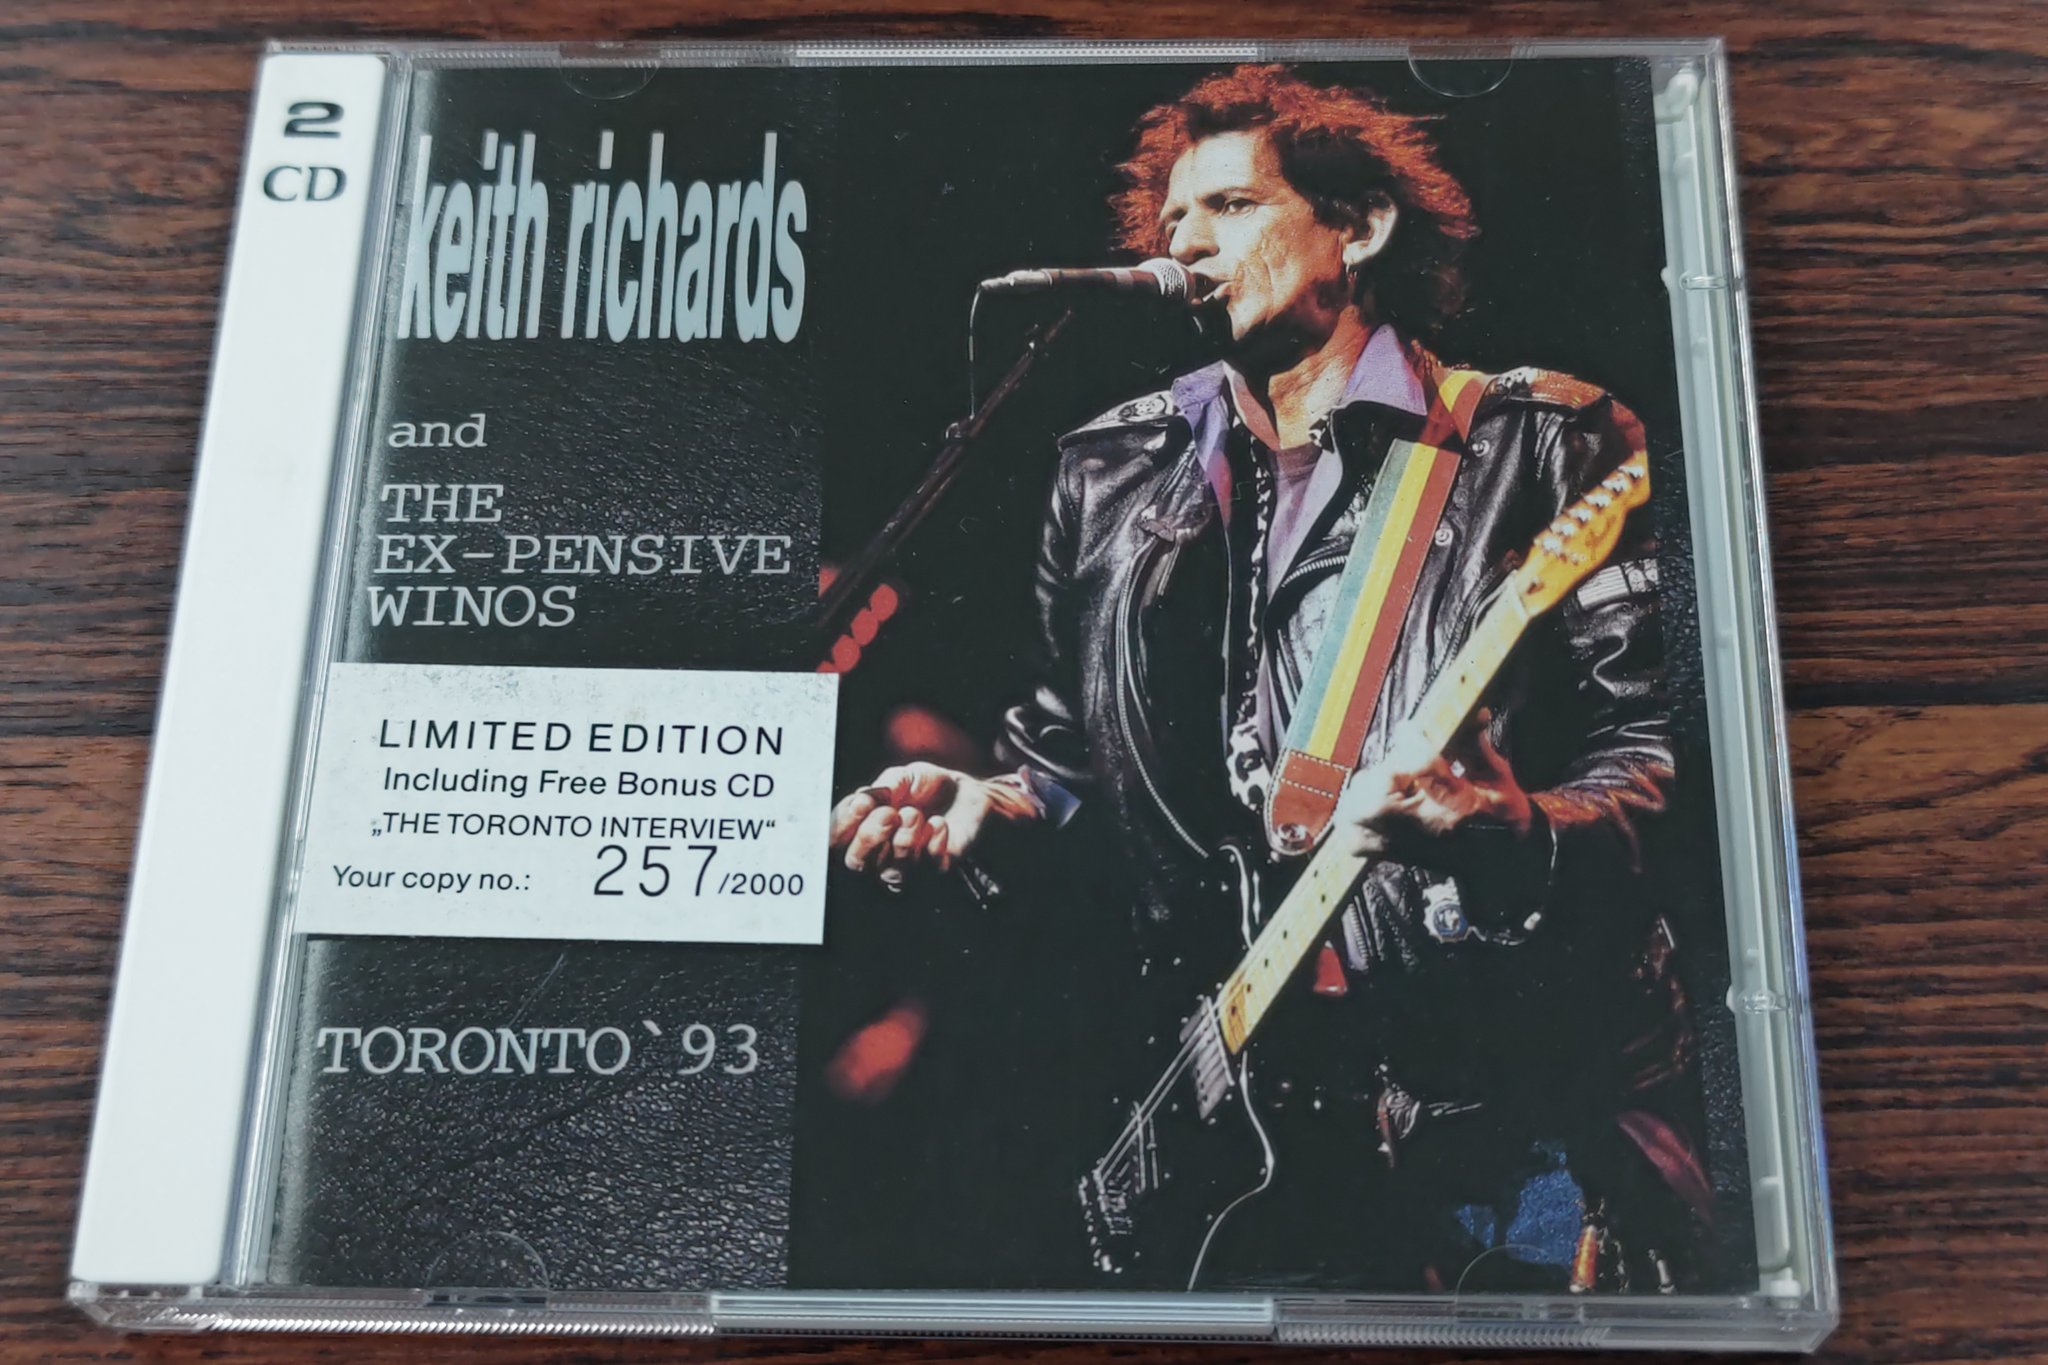 2
CD
keith richards
and
THE
EX-PENSIVE
WINOS
LIMITED EDITION
Including Free Bonus CD
„THE TORONTO INTERVIEW“
Your copy no.: 257/2000
TORONTO`93